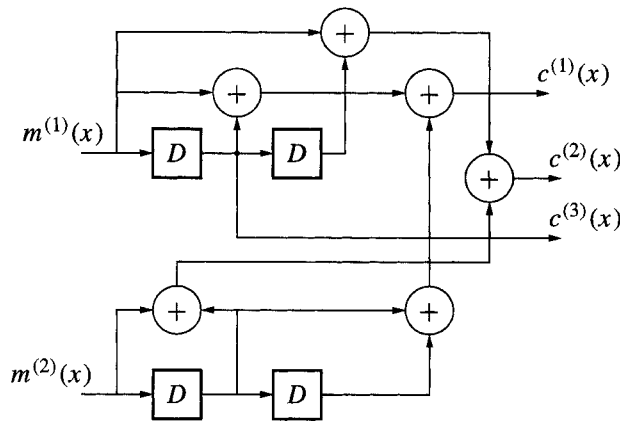 +
c^{(1)}(x)
+
+
m^{(1)}(x)
D
D
c^{(2)}(x)
+
c^{(3)}(x)
+
+
m^{(2)}(x)
D
D